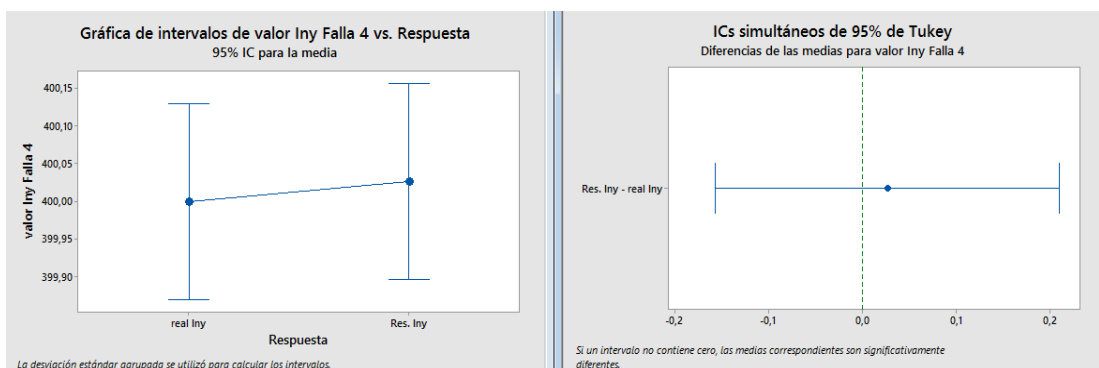 Gráfica de intervalos de valor Iny Falla 4 vs. Respuesta
95% IC para la media
valor Iny Falla 4
400,15
400,10
400,05
400,00
399,95
399,90
real Iny
Res. Iny
Respuesta
La desviación estándar agrupada se utilizó para calcular los intervalos.
ICs simultáneos de 95% de Tukey
Diferencias de las medias para valor Iny Falla 4
Res. Iny - real Iny
-0,2
-0,1
0,0
0,1
0,2
Si un intervalo no contiene cero, las medias correspondientes son significativamente
diferentes.